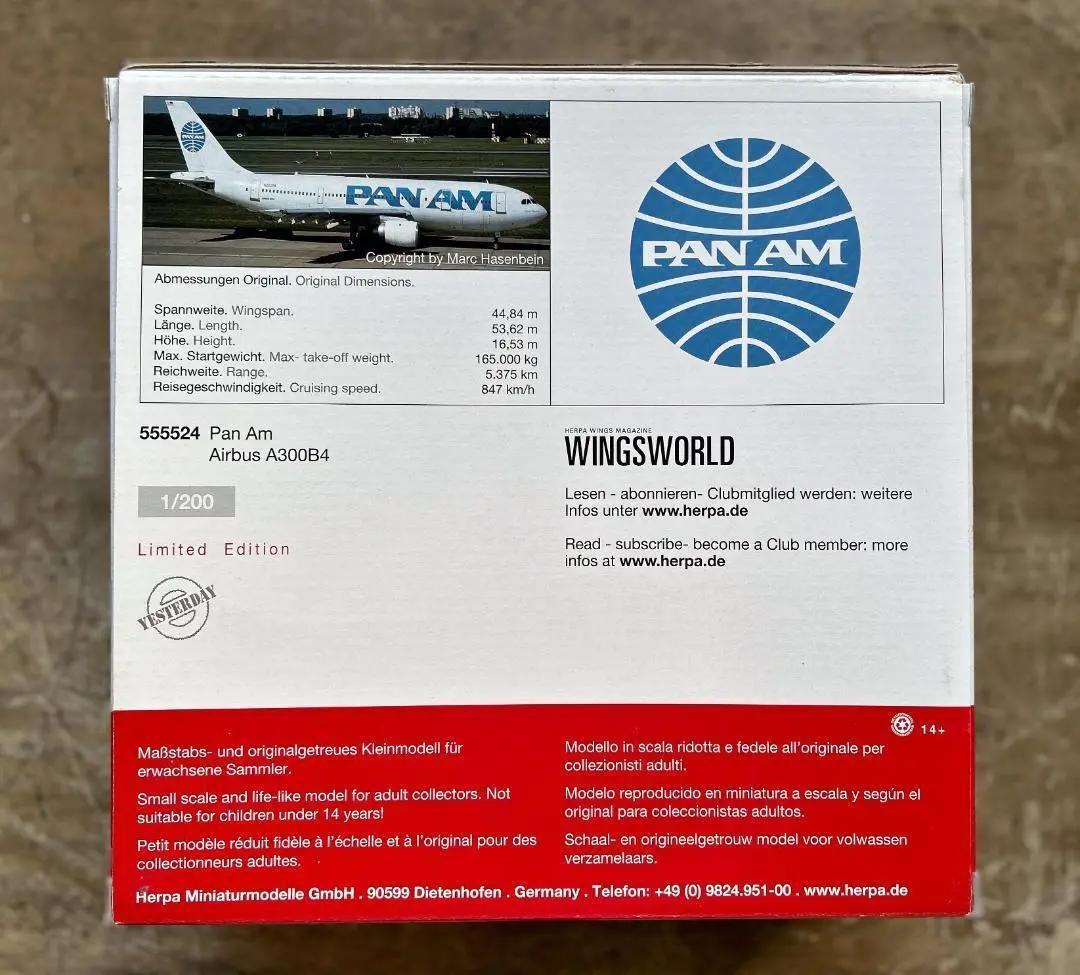 PAN AM
PAN AM
Copyright by Marc Hasenbein
Abmessungen Original. Original Dimensions.
Spannweite. Wingspan. 44,84 m
Länge. Length. 53,62 m
Höhe. Height. 16,53 m
Max. Startgewicht. Max- take-off weight. 165.000 kg
Reichweite. Range. 5.375 km
Reisegeschwindigkeit. Cruising speed. 847 km/h
PAN AM
555524 Pan Am
Airbus A300B4
1/200
Limited Edition
YESTERDAY
HERPA WINGS MAGAZINE
WINGSWORLD
Lesen - abonnieren- Clubmitglied werden: weitere
Infos unter www.herpa.de
Read - subscribe- become a Club member: more
infos at www.herpa.de
14+
Maßstabs- und originalgetreues Kleinmodell für
erwachsene Sammler.
Small scale and life-like model for adult collectors. Not
suitable for children under 14 years!
Petit modèle réduit fidèle à l'échelle et à l'original pour des
collectionneurs adultes.
Modello in scala ridotta e fedele all'originale per
collezionisti adulti.
Modelo reproducido en miniatura a escala y según el
original para coleccionistas adultos.
Schaal- en origineelgetrouw model voor volwassen
verzamelaars.
Herpa Miniaturmodelle GmbH . 90599 Dietenhofen . Germany . Telefon: +49 (0) 9824.951-00 . www.herpa.de